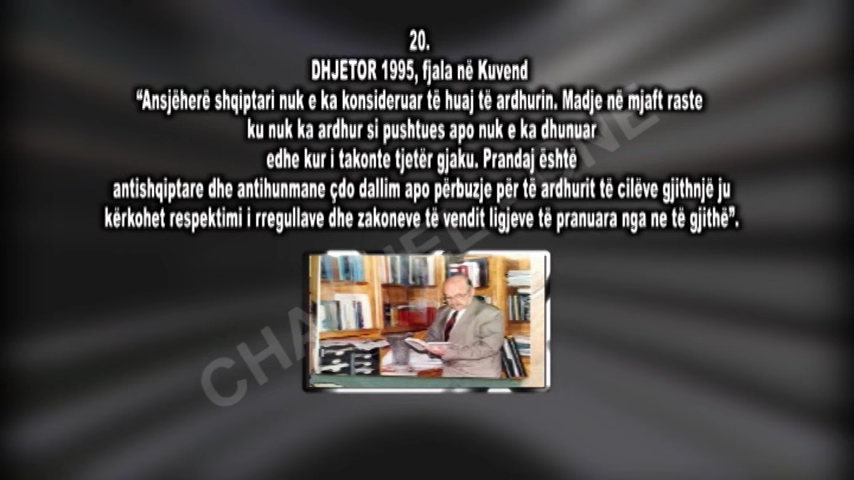 20.
DHJETOR 1995, fjala në Kuvend
“Ansjëherë shqiptari nuk e ka konsideruar të huaj të ardhurin. Madje në mjaft raste
ku nuk ka ardhur si pushtues apo nuk e ka dhunuar
edhe kur i takonte tjetër gjaku. Prandaj është
antishqiptare dhe antihunmane çdo dallim apo përbuzje për të ardhurit të cilëve gjithnjë ju
kërkohet respektimi i rregullave dhe zakoneve të vendit ligjeve të pranuara nga ne të gjithë”.
CHANNEL ONE